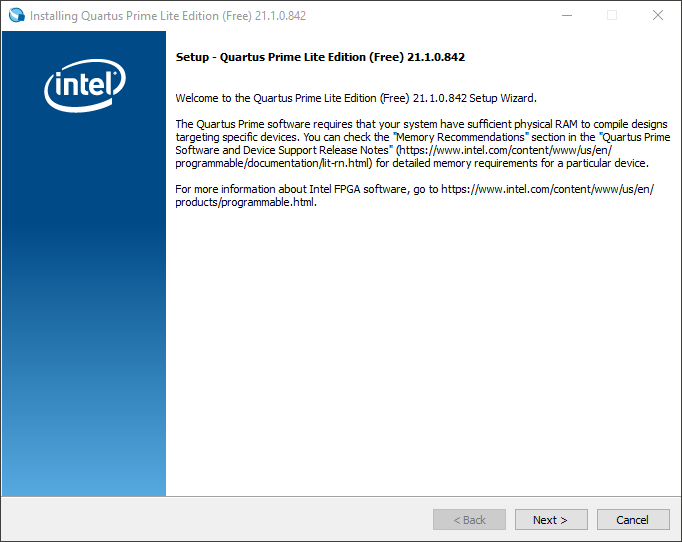 Installing Quartus Prime Lite Edition (Free) 21.1.0.842
intel
Setup - Quartus Prime Lite Edition (Free) 21.1.0.842
Welcome to the Quartus Prime Lite Edition (Free) 21.1.0.842 Setup Wizard.
The Quartus Prime software requires that your system have sufficient physical RAM to compile designs
targeting specific devices. You can check the "Memory Recommendations" section in the "Quartus Prime
Software and Device Support Release Notes" (https://www.intel.com/content/www/us/en/
programmable/documentation/lit-rn.html) for detailed memory requirements for a particular device.
For more information about Intel FPGA software, go to https://www.intel.com/content/www/us/en/
products/programmable.html.
< Back
Next >
Cancel